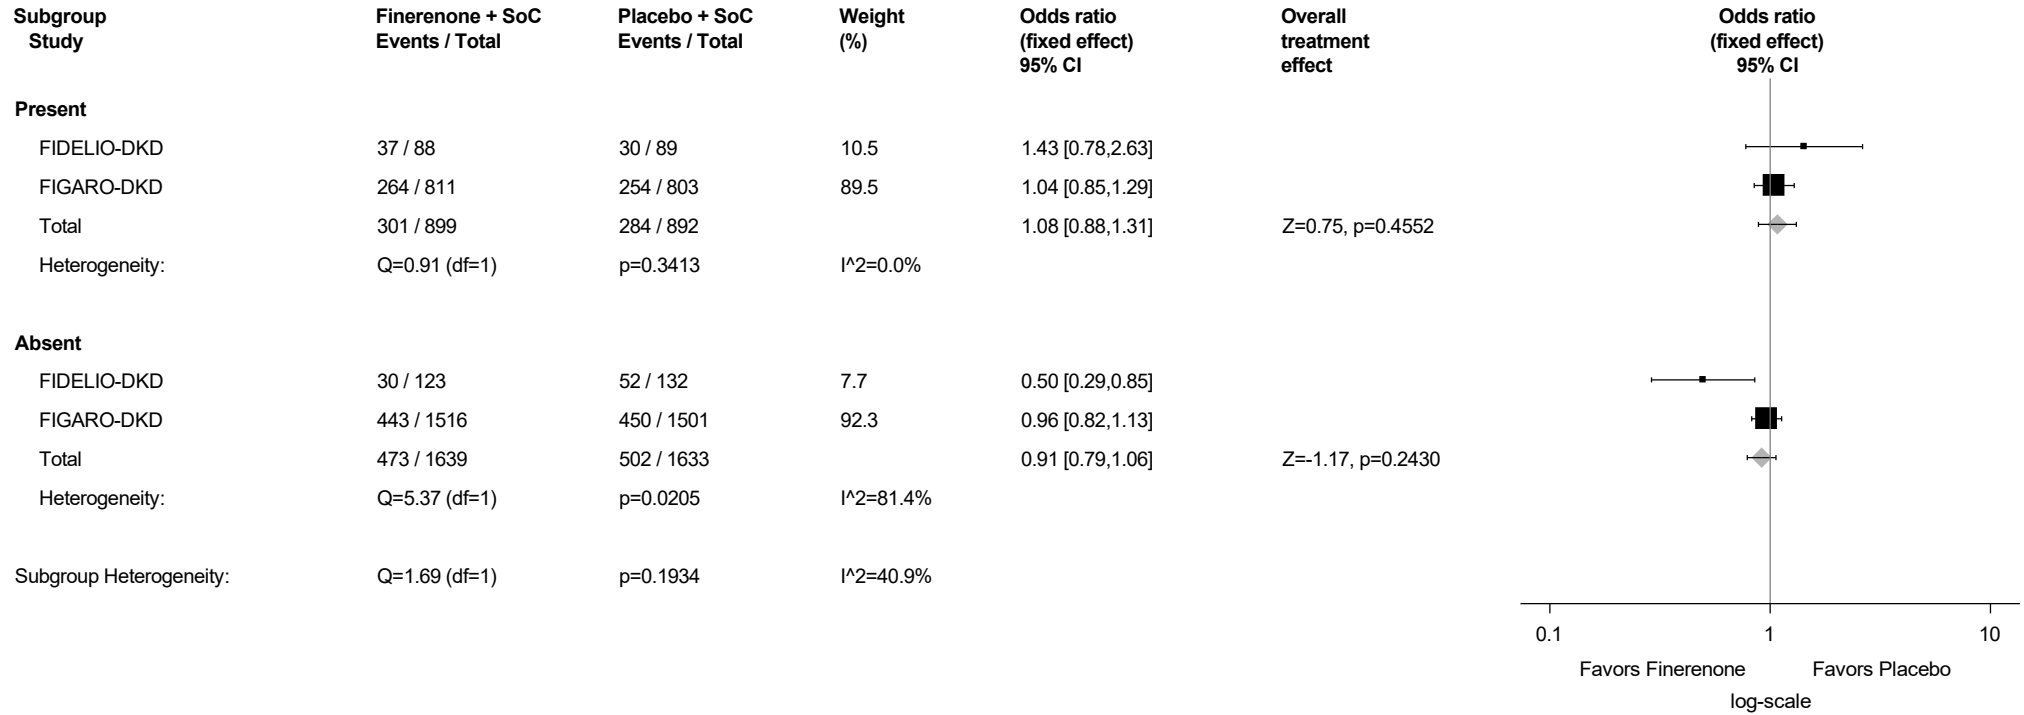 Subgroup Finerenone + SoC Placebo + SoC Weight Odds ratio Overall Odds ratio
Study Events / Total Events / Total (%) (fixed effect) treatment (fixed effect)
95% CI effect 95% CI
Present
FIDELIO-DKD 37 / 88 30 / 89 10.5 1.43 [0.78,2.63]
FIGARO-DKD 264 / 811 254 / 803 89.5 1.04 [0.85,1.29]
Total 301 / 899 284 / 892 1.08 [0.88,1.31] Z=0.75, p=0.4552
Heterogeneity: Q=0.91 (df=1) p=0.3413 I^2=0.0%
Absent
FIDELIO-DKD 30 / 123 52 / 132 7.7 0.50 [0.29,0.85]
FIGARO-DKD 443 / 1516 450 / 1501 92.3 0.96 [0.82,1.13]
Total 473 / 1639 502 / 1633 0.91 [0.79,1.06] Z=-1.17, p=0.2430
Heterogeneity: Q=5.37 (df=1) p=0.0205 I^2=81.4%
Subgroup Heterogeneity: Q=1.69 (df=1) p=0.1934 I^2=40.9%
0.1 1 10
Favors Finerenone Favors Placebo
log-scale